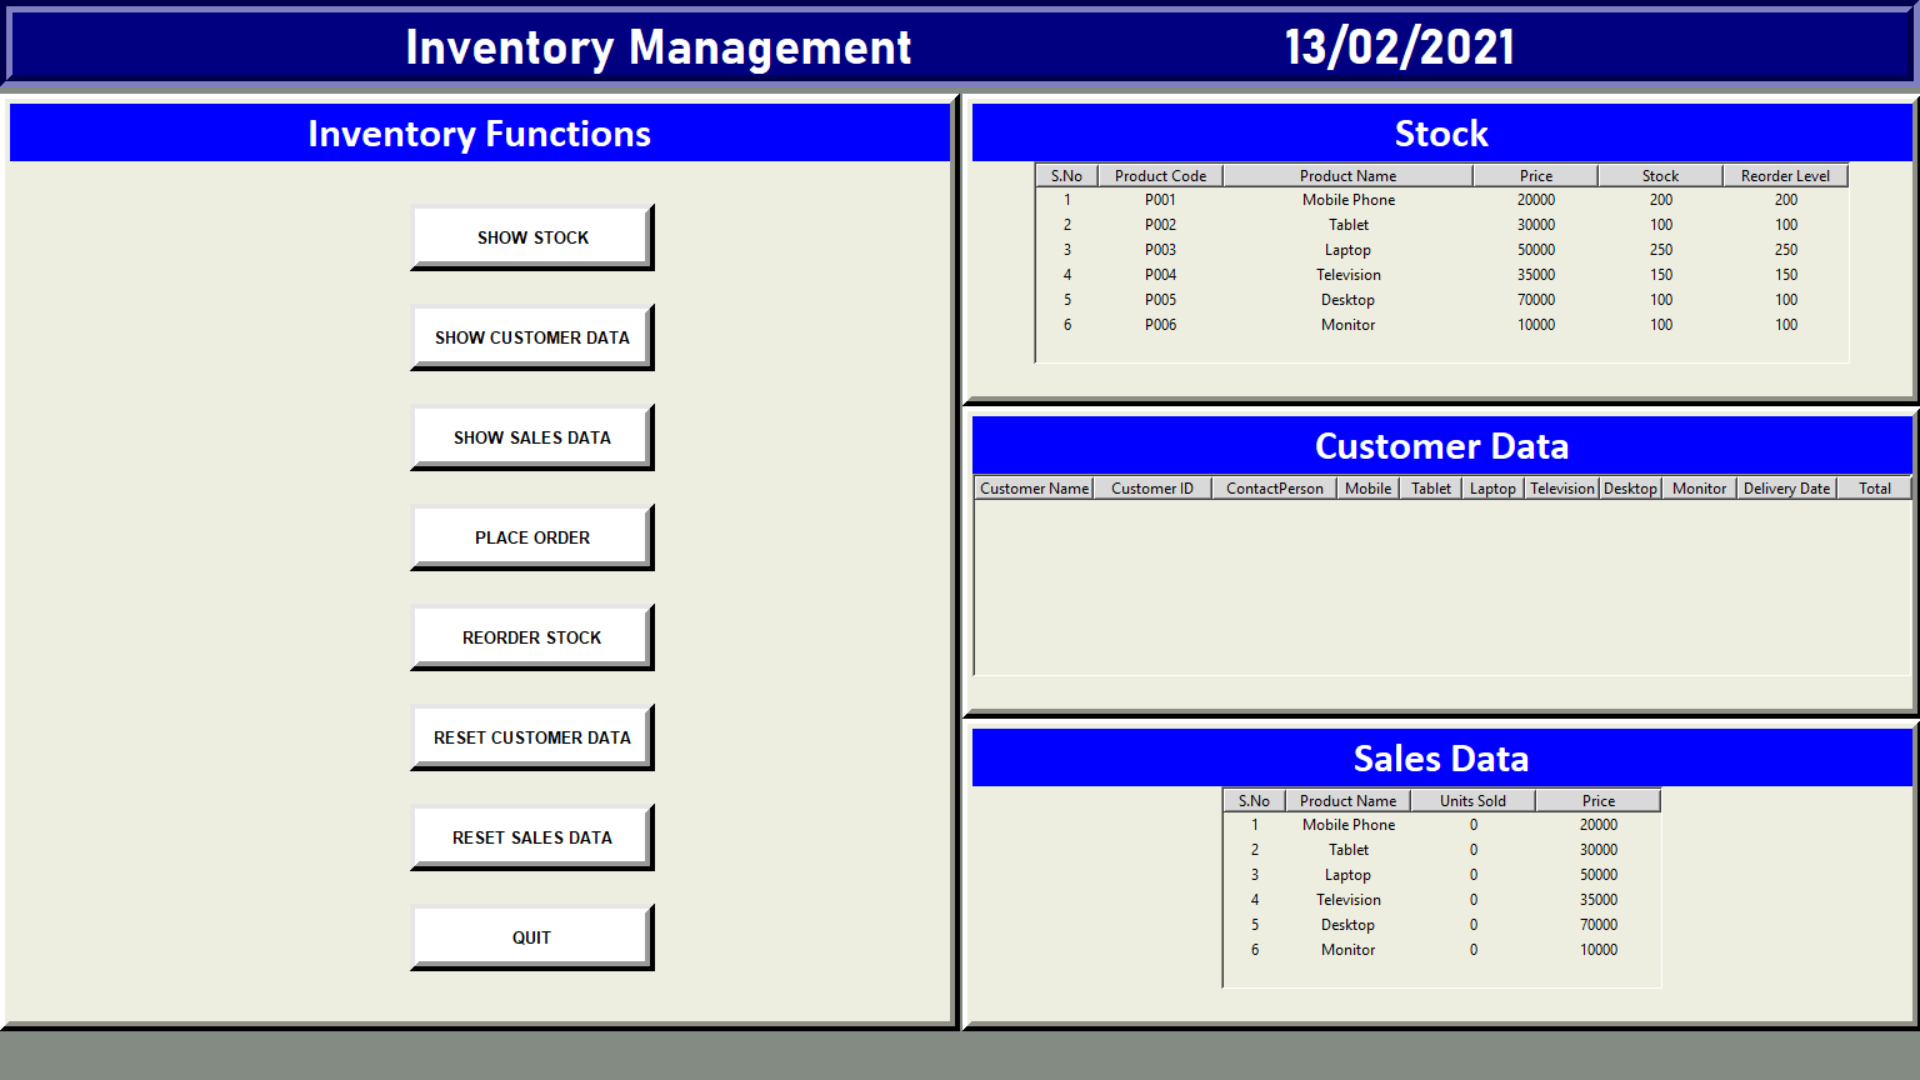 Inventory Management 13/02/2021
Inventory Functions
SHOW STOCK
SHOW CUSTOMER DATA
SHOW SALES DATA
PLACE ORDER
REORDER STOCK
RESET CUSTOMER DATA
RESET SALES DATA
QUIT
Stock
S.No Product Code Product Name Price Stock Reorder Level
1 P001 Mobile Phone 20000 200 200
2 P002 Tablet 30000 100 100
3 P003 Laptop 50000 250 250
4 P004 Television 35000 150 150
5 P005 Desktop 70000 100 100
6 P006 Monitor 10000 100 100
Customer Data
Customer Name Customer ID ContactPerson Mobile Tablet Laptop Television Desktop Monitor Delivery Date Total
Sales Data
S.No Product Name Units Sold Price
1 Mobile Phone 0 20000
2 Tablet 0 30000
3 Laptop 0 50000
4 Television 0 35000
5 Desktop 0 70000
6 Monitor 0 10000